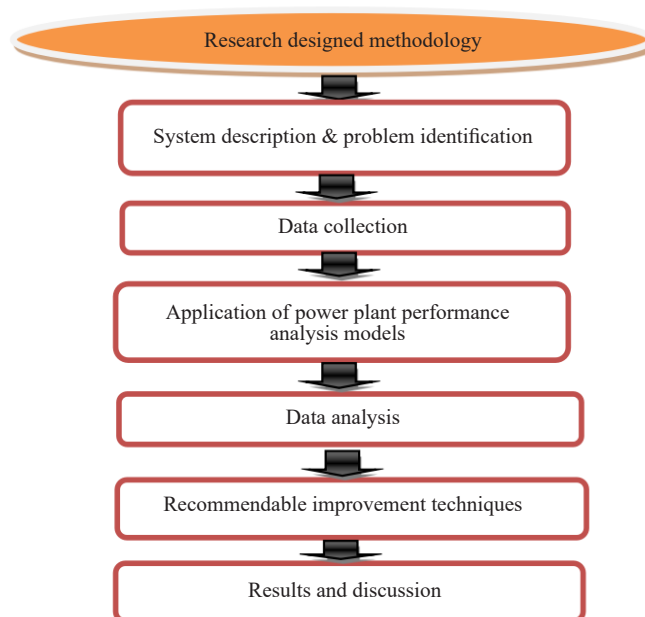 Research designed methodology
System description & problem identification
Data collection
Application of power plant performance
analysis models
Data analysis
Recommendable improvement techniques
Results and discussion